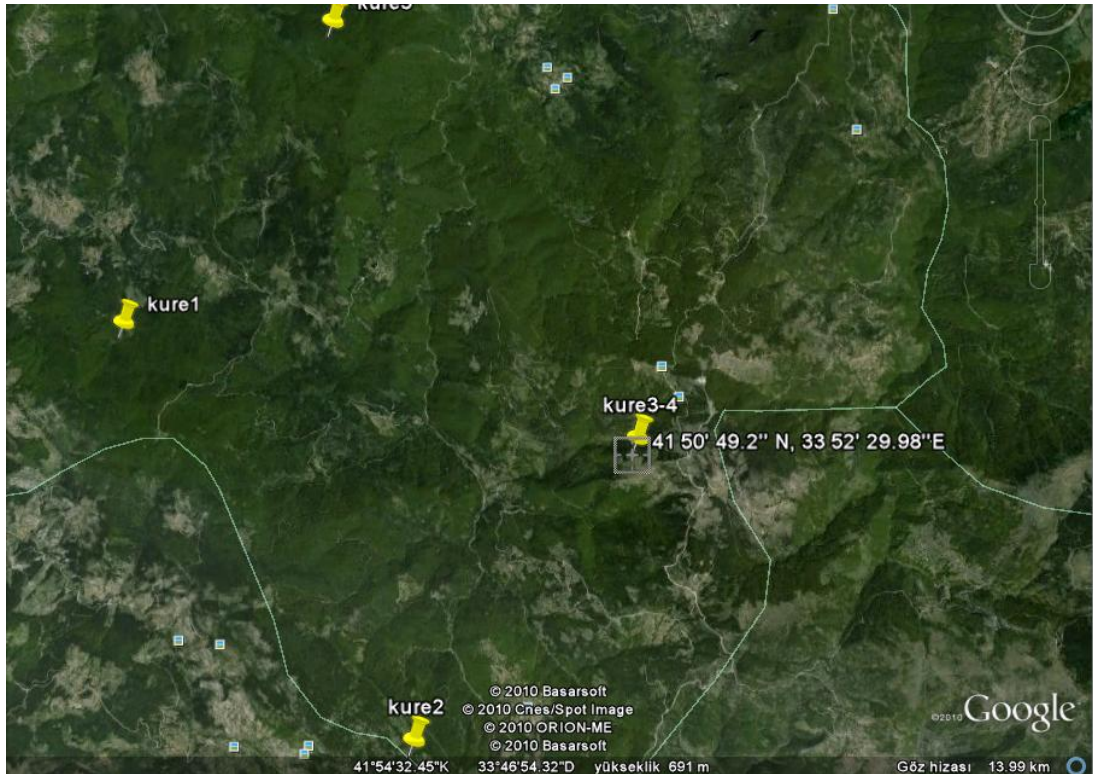 kure5
kure1
kure3-4
41 50' 49.2'' N, 33 52' 29.98''E
kure2
© 2010 Basarsoft
© 2010 Cnes/Spot Image
© 2010 ORION-ME
© 2010 Basarsoft
©2010 Google
41°54'32.45"K 33°46'54.32"D yükseklik 691 m Göz hizası 13.99 km